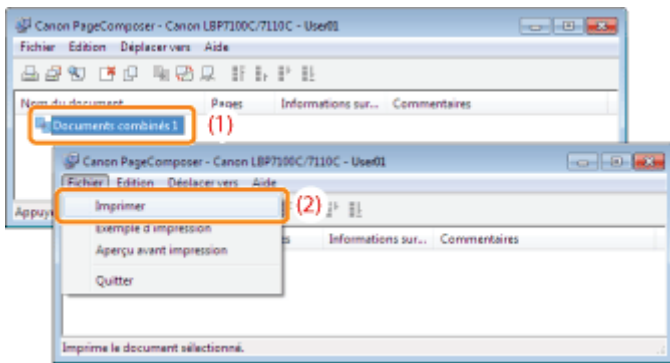 Canon PageComposer - Canon LBP7100C/7110C - User01
Fichier Edition Déplacer vers Aide
Nom du document Pages Informations sur... Commentaires
Documents combinés 1 (1)
Canon PageComposer - Canon LBP7100C/7110C - User01
Fichier Edition Déplacer vers Aide
Appuy
Imprimer (2)
Exemple d'impression
Informations sur... Commentaires
Aperçu avant impression
Quitter
Imprime le document sélectionné.